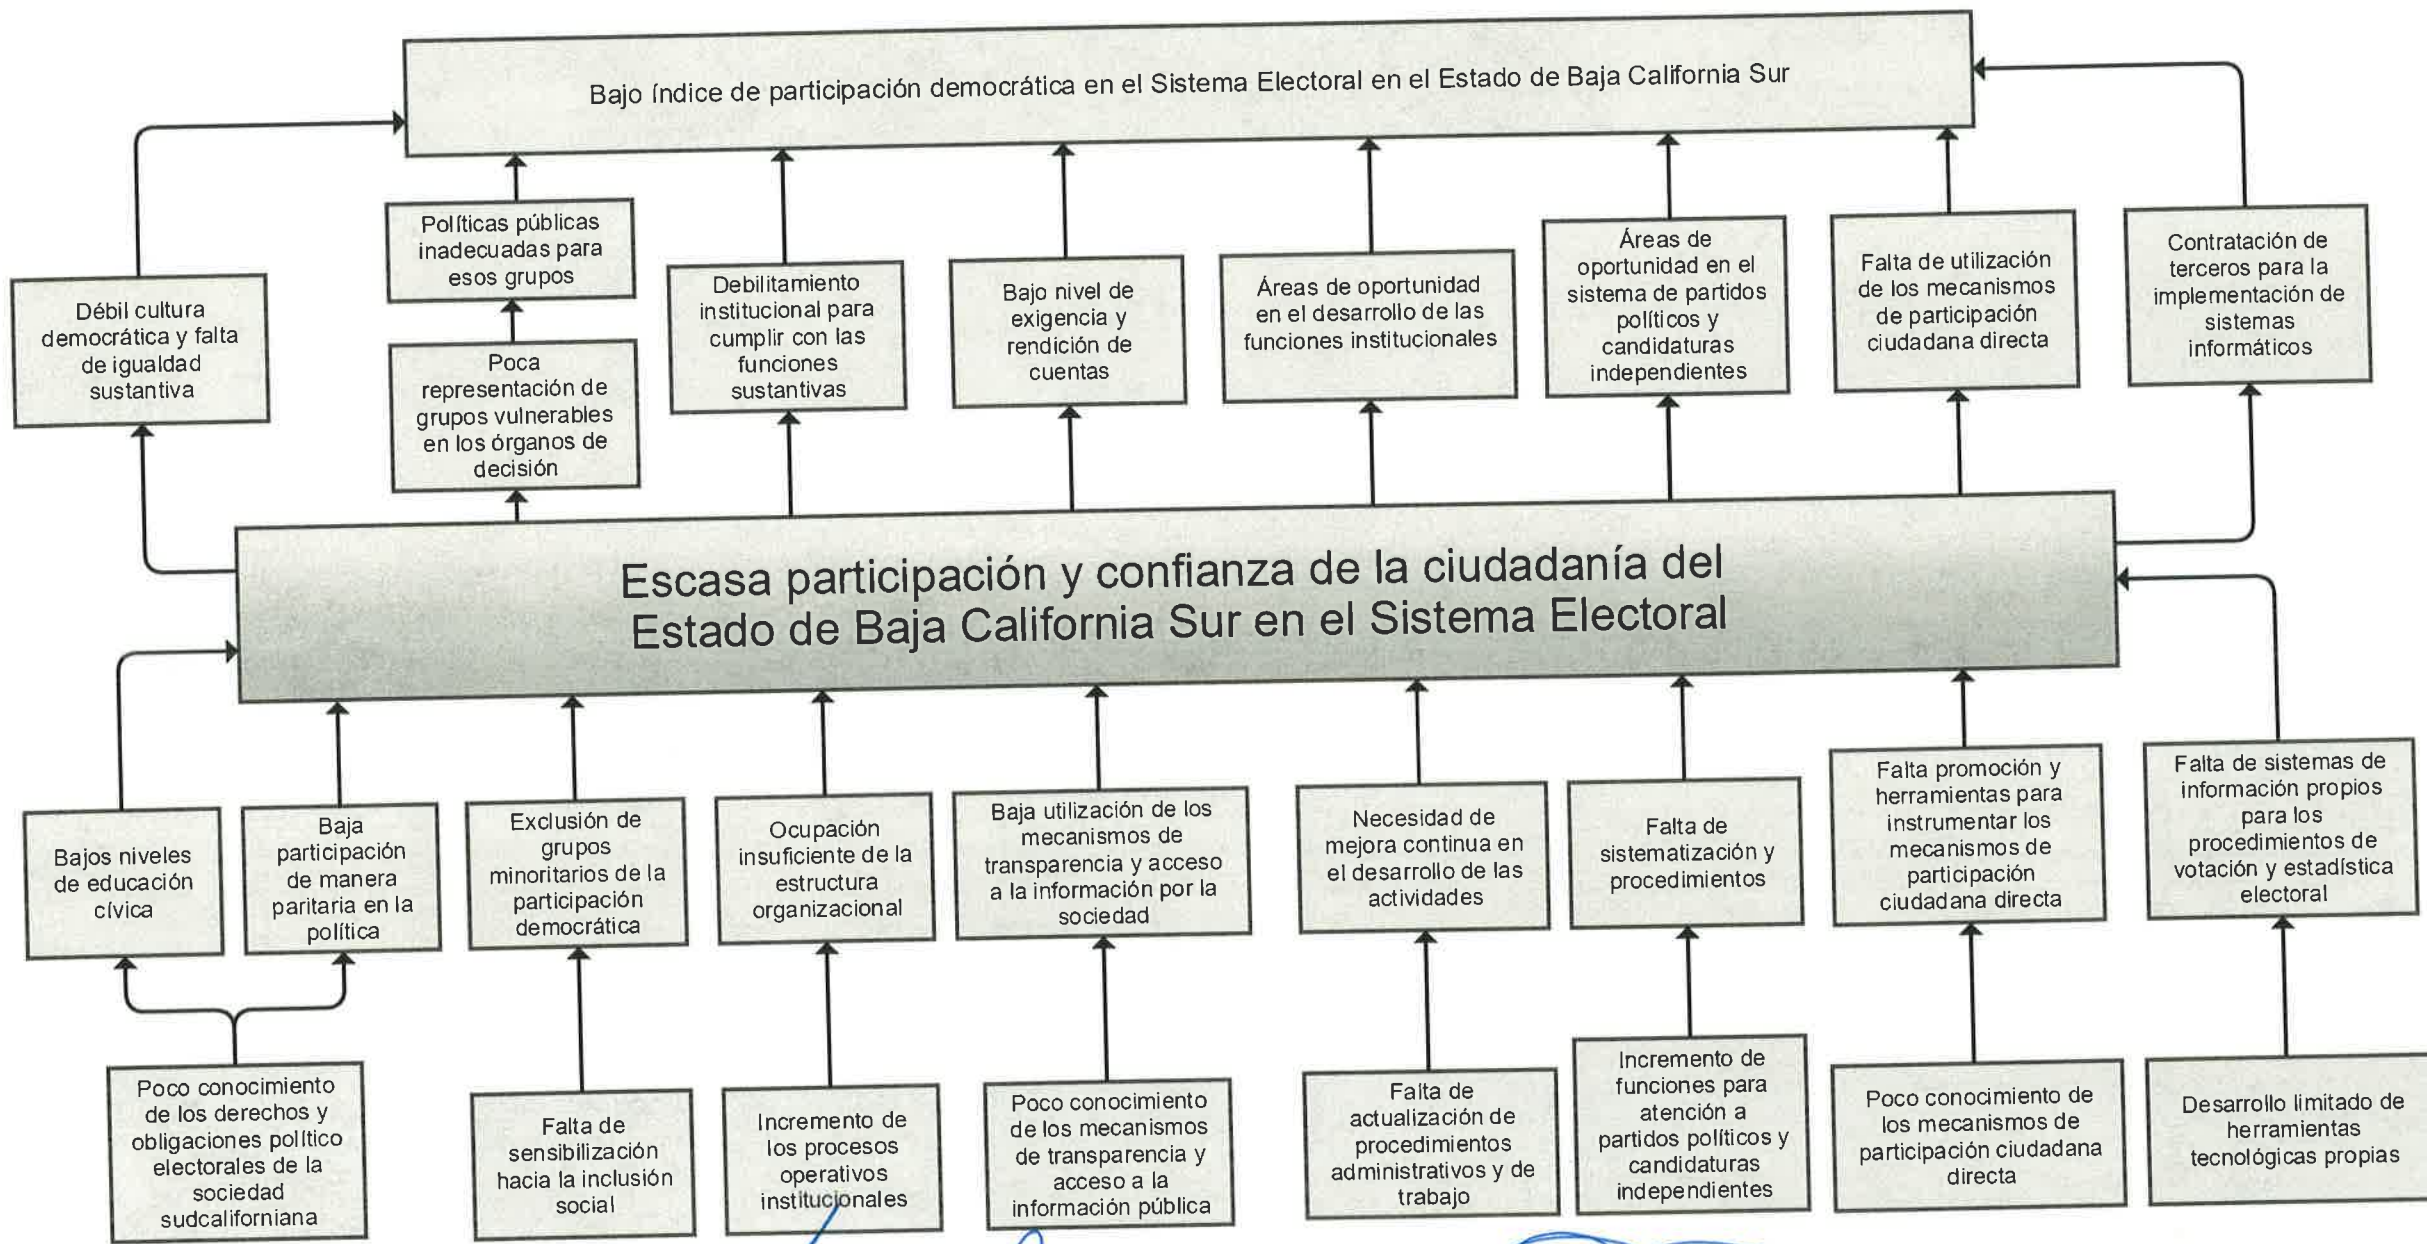 Bajo índice de participación democrática en el Sistema Electoral en el Estado de Baja California Sur
Débil cultura
democrática y falta
de igualdad
sustantiva
Políticas públicas
inadecuadas para
esos grupos
Poca
representación de
grupos vulnerables
en los órganos de
decisión
Debilitamiento
institucional para
cumplir con las
funciones
sustantivas
Bajo nivel de
exigencia y
rendición de
cuentas
Áreas de oportunidad
en el desarrollo de las
funciones institucionales
Áreas de
oportunidad en el
sistema de partidos
políticos y
candidaturas
independientes
Falta de utilización
de los mecanismos
de participación
ciudadana directa
Contratación de
terceros para la
implementación de
sistemas
informáticos
Escasa participación y confianza de la ciudadanía del
Estado de Baja California Sur en el Sistema Electoral
Bajos niveles
de educación
cívica
Baja
participación
de manera
paritaria en la
política
Exclusión de
grupos
minoritarios de la
participación
democrática
Ocupación
insuficiente de la
estructura
organizacional
Baja utilización de los
mecanismos de
transparencia y acceso
a la información por la
sociedad
Necesidad de
mejora continua en
el desarrollo de las
actividades
Falta de
sistematización y
procedimientos
Falta promoción y
herramientas para
instrumentar los
mecanismos de
participación
ciudadana directa
Falta de sistemas de
información propios
para los
procedimientos de
votación y estadística
electoral
Poco conocimiento
de los derechos y
obligaciones político
electorales de la
sociedad
sudcaliforniana
Falta de
sensibilización
hacia la inclusión
social
Incremento de
los procesos
operativos
institucionales
Poco conocimiento
de los mecanismos
de transparencia y
acceso a la
información pública
Falta de
actualización de
procedimientos
administrativos y de
trabajo
Incremento de
funciones para
atención a
partidos políticos y
candidaturas
independientes
Poco conocimiento de
los mecanismos de
participación ciudadana
directa
Desarrollo limitado de
herramientas
tecnológicas propias